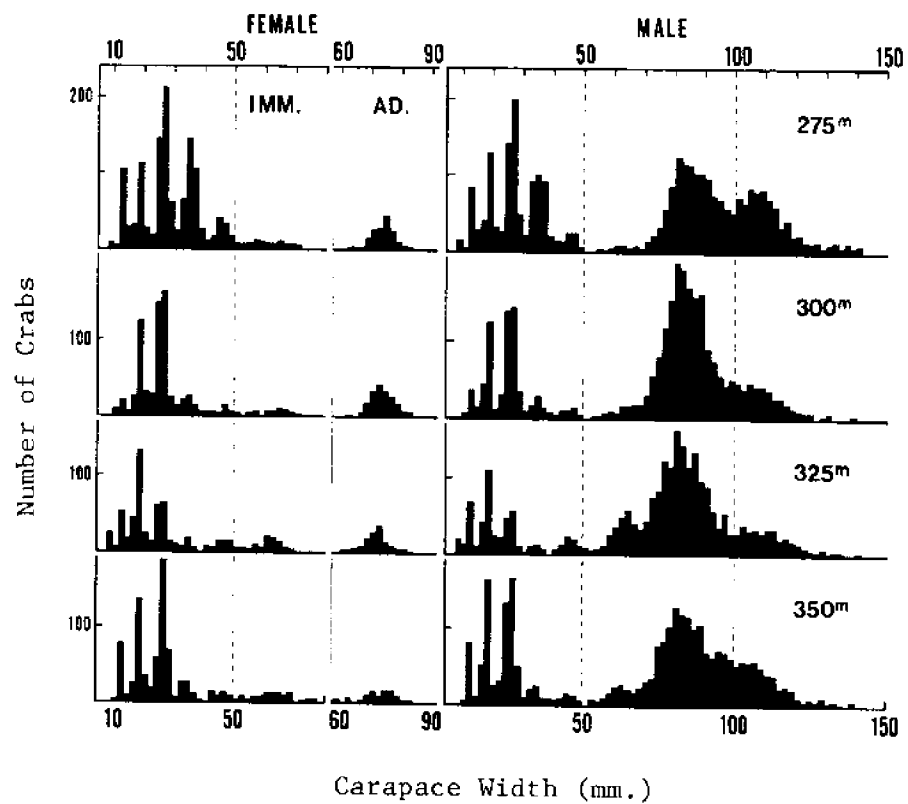 FEMALE MALE
10 50 60 90 50 100 150
200 IMM. AD. 275m
100 300m
100 325m
100 350m
10 50 60 90 50 100 150
Number of Crabs
Carapace Width (mm.)